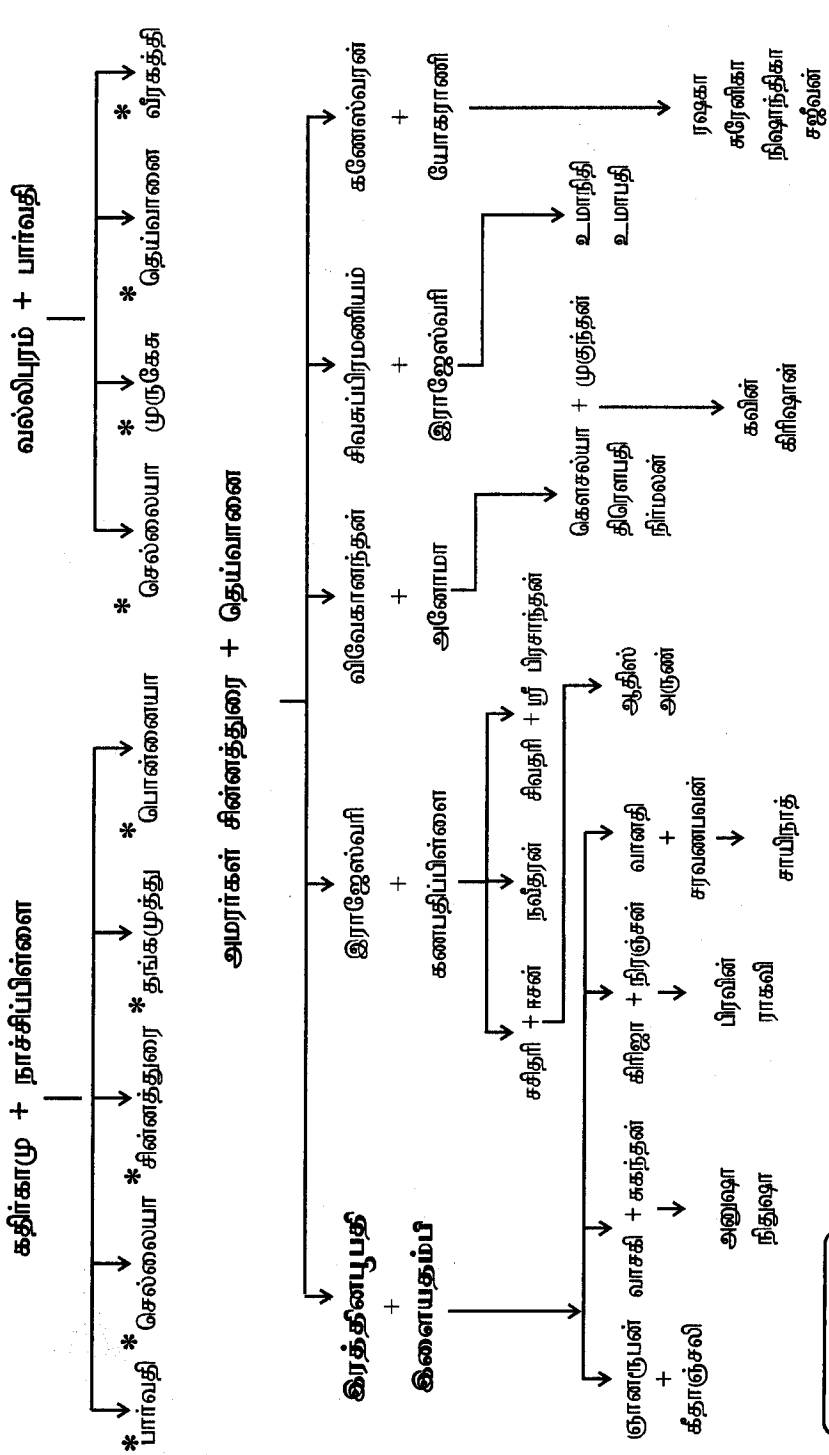 கதிர்காமு + நாச்சிப்பிள்ளை
* பார்வதி * செல்லையா * சின்னத்துரை * தங்கமுத்து * பொன்னையா
வல்லிபுரம் + பார்வதி
* செல்லையா * முருகேசு * தெய்வானை * வீரகத்தி
அமரர்கள் சின்னத்துரை + தெய்வானை
இரத்தினபூபதி
+
இளையதம்பி
இராஜேஸ்வரி
+
கணபதிப்பிள்ளை
விவேகானந்தன்
+
அனோமா
சிவசுப்பிரமணியம்
+
இராஜேஸ்வரி
கணேஸ்வரன்
+
யோகராணி
சசிதரி + ஈசன் நவீதரன் சிவதரி + ஸ்ரீ பிரசாந்தன்
ஆதிஸ்
அருண்
கௌசல்யா + முகுந்தன்
திரௌபதி
நிர்மலன்
கவின்
கிரிஷான்
உமாநிதி
உமாபதி
ரஷகா
சுரேனிகா
நிஷாந்திகா
சஜீவன்
ஞானரூபன்
+
கீதாஞ்சலி
வாசகி + சுகந்தன்
அனுஷா
நிதுஷா
கிரிஜா + நிரஞ்சன்
பிரவின்
ராகவி
வானதி
+
சரவணபவன்
சாயிநாத்